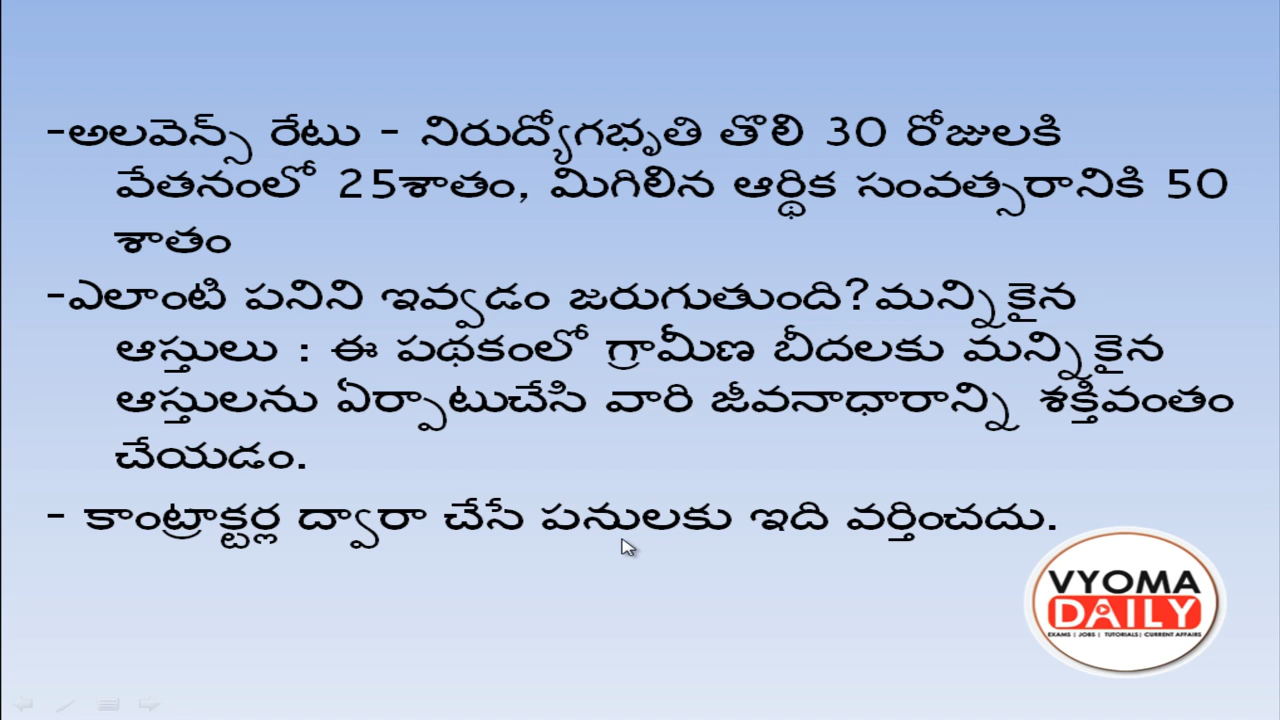 -అలవెన్స్ రేటు - నిరుద్యోగభృతి తొలి 30 రోజులకి
వేతనంలో 25శాతం, మిగిలిన ఆర్థిక సంవత్సరానికి 50
శాతం
-ఎలాంటి పనిని ఇవ్వడం జరుగుతుంది?మన్నికైన
ఆస్తులు : ఈ పథకంలో గ్రామీణ బీదలకు మన్నికైన
ఆస్తులను ఏర్పాటుచేసి వారి జీవనాధారాన్ని శక్తివంతం
చేయడం.
- కాంట్రాక్టర్ల ద్వారా చేసే పనులకు ఇది వర్తించదు.
VYOMA
DAILY
EXAMS | JOBS | TUTORIALS | CURRENT AFFAIRS